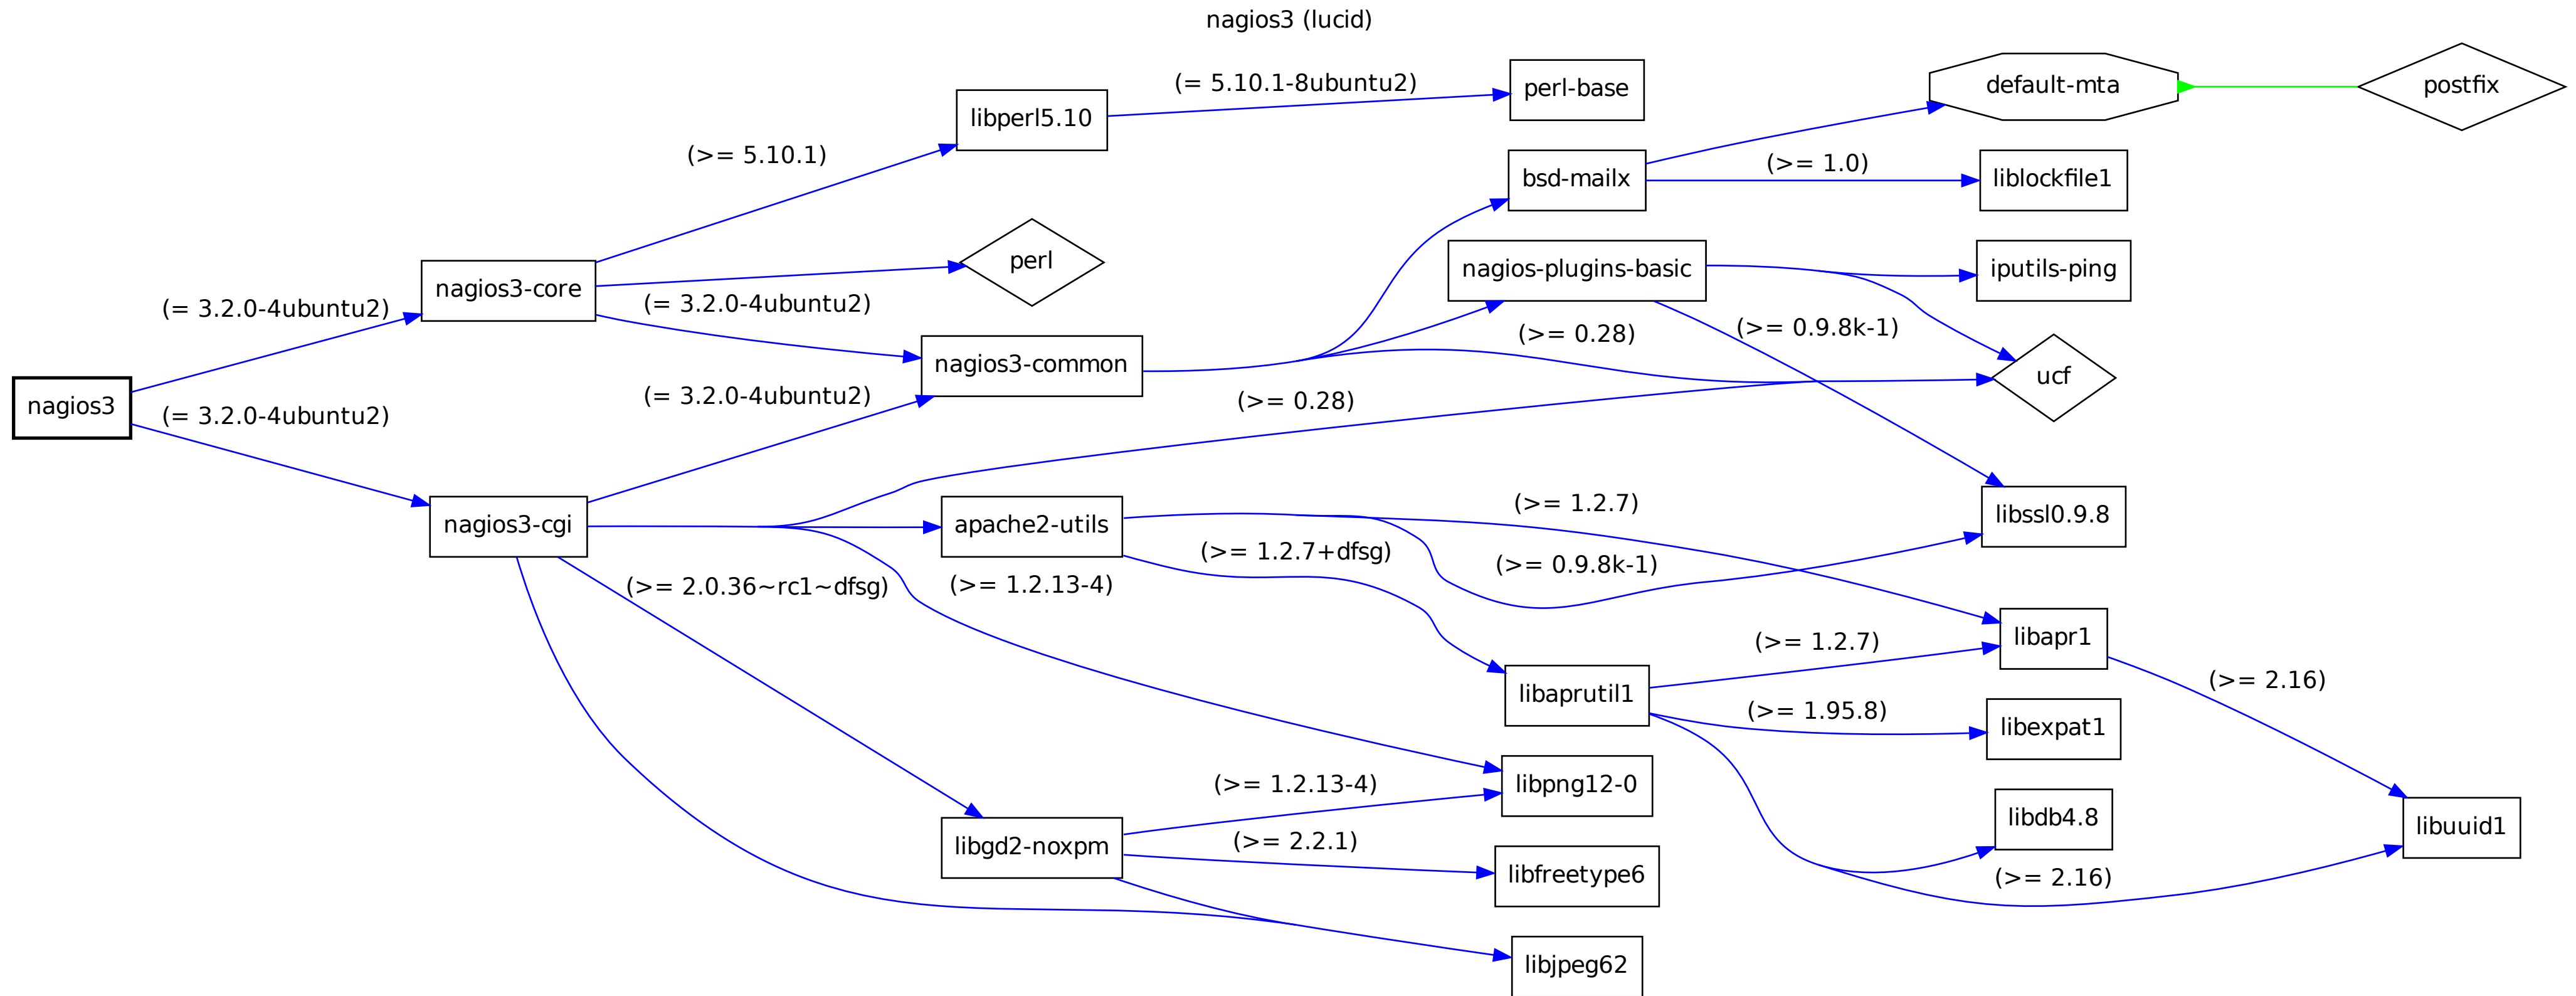 nagios3 (lucid)
(= 5.10.1-8ubuntu2)
perl-base
default-mta
postfix
libperl5.10
(>= 5.10.1)
bsd-mailx
(>= 1.0)
liblockfile1
perl
nagios3-core
(= 3.2.0-4ubuntu2)
(= 3.2.0-4ubuntu2)
nagios-plugins-basic
iputils-ping
(>= 0.28)
(>= 0.9.8k-1)
nagios3-common
ucf
nagios3
(= 3.2.0-4ubuntu2)
(= 3.2.0-4ubuntu2)
(>= 0.28)
nagios3-cgi
apache2-utils
(>= 1.2.7)
libssl0.9.8
(>= 1.2.7+dfsg)
(>= 0.9.8k-1)
(>= 2.0.36~rc1~dfsg)
(>= 1.2.13-4)
(>= 1.2.7)
libapr1
(>= 2.16)
libaprutil1
(>= 1.95.8)
libexpat1
(>= 1.2.13-4)
libpng12-0
libdb4.8
libuuid1
libgd2-noxpm
(>= 2.2.1)
libfreetype6
(>= 2.16)
libjpeg62